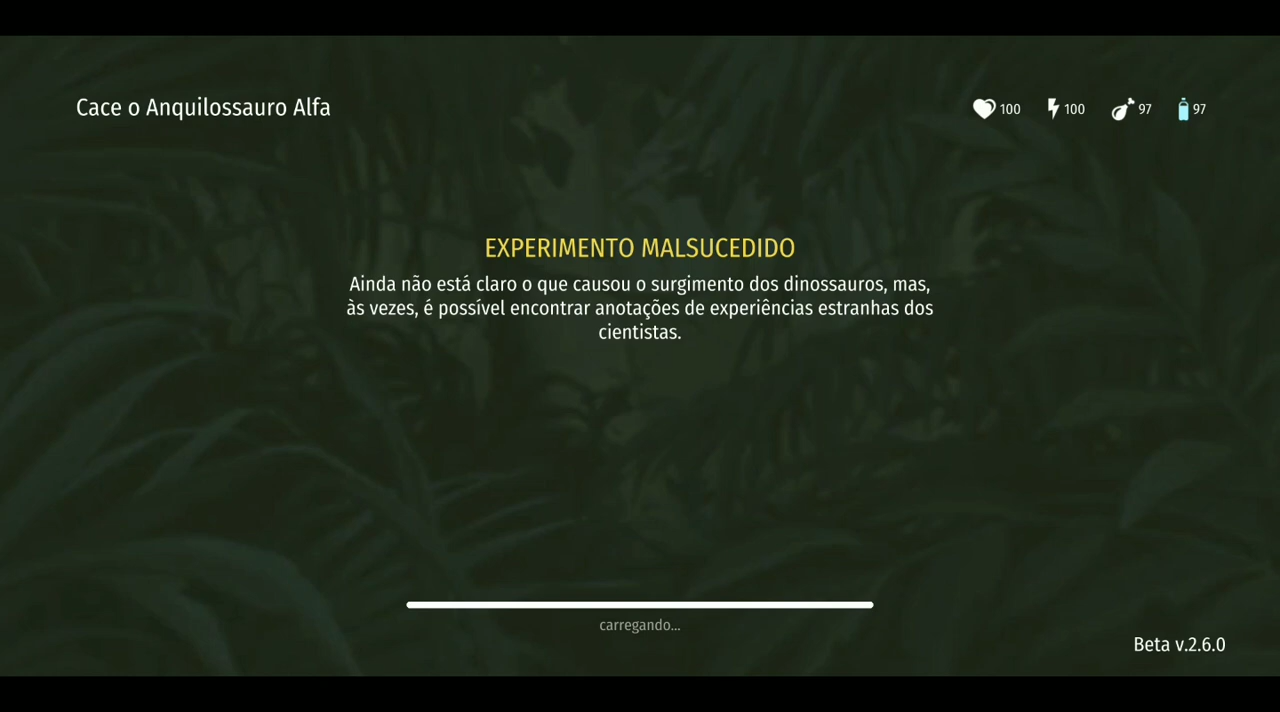 Cace o Anquilossauro Alfa
100 100 97 97
EXPERIMENTO MALSUCEDIDO
Ainda não está claro o que causou o surgimento dos dinossauros, mas,
às vezes, é possível encontrar anotações de experiências estranhas dos
cientistas.
carregando...
Beta v.2.6.0